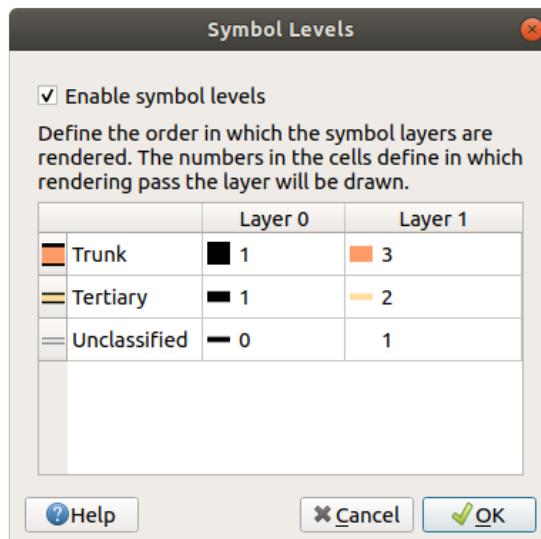 Symbol Levels
Enable symbol levels
Define the order in which the symbol layers are
rendered. The numbers in the cells define in which
rendering pass the layer will be drawn.
Layer 0 Layer 1
Trunk 1 3
Tertiary 1 2
Unclassified 0 1
Help Cancel OK